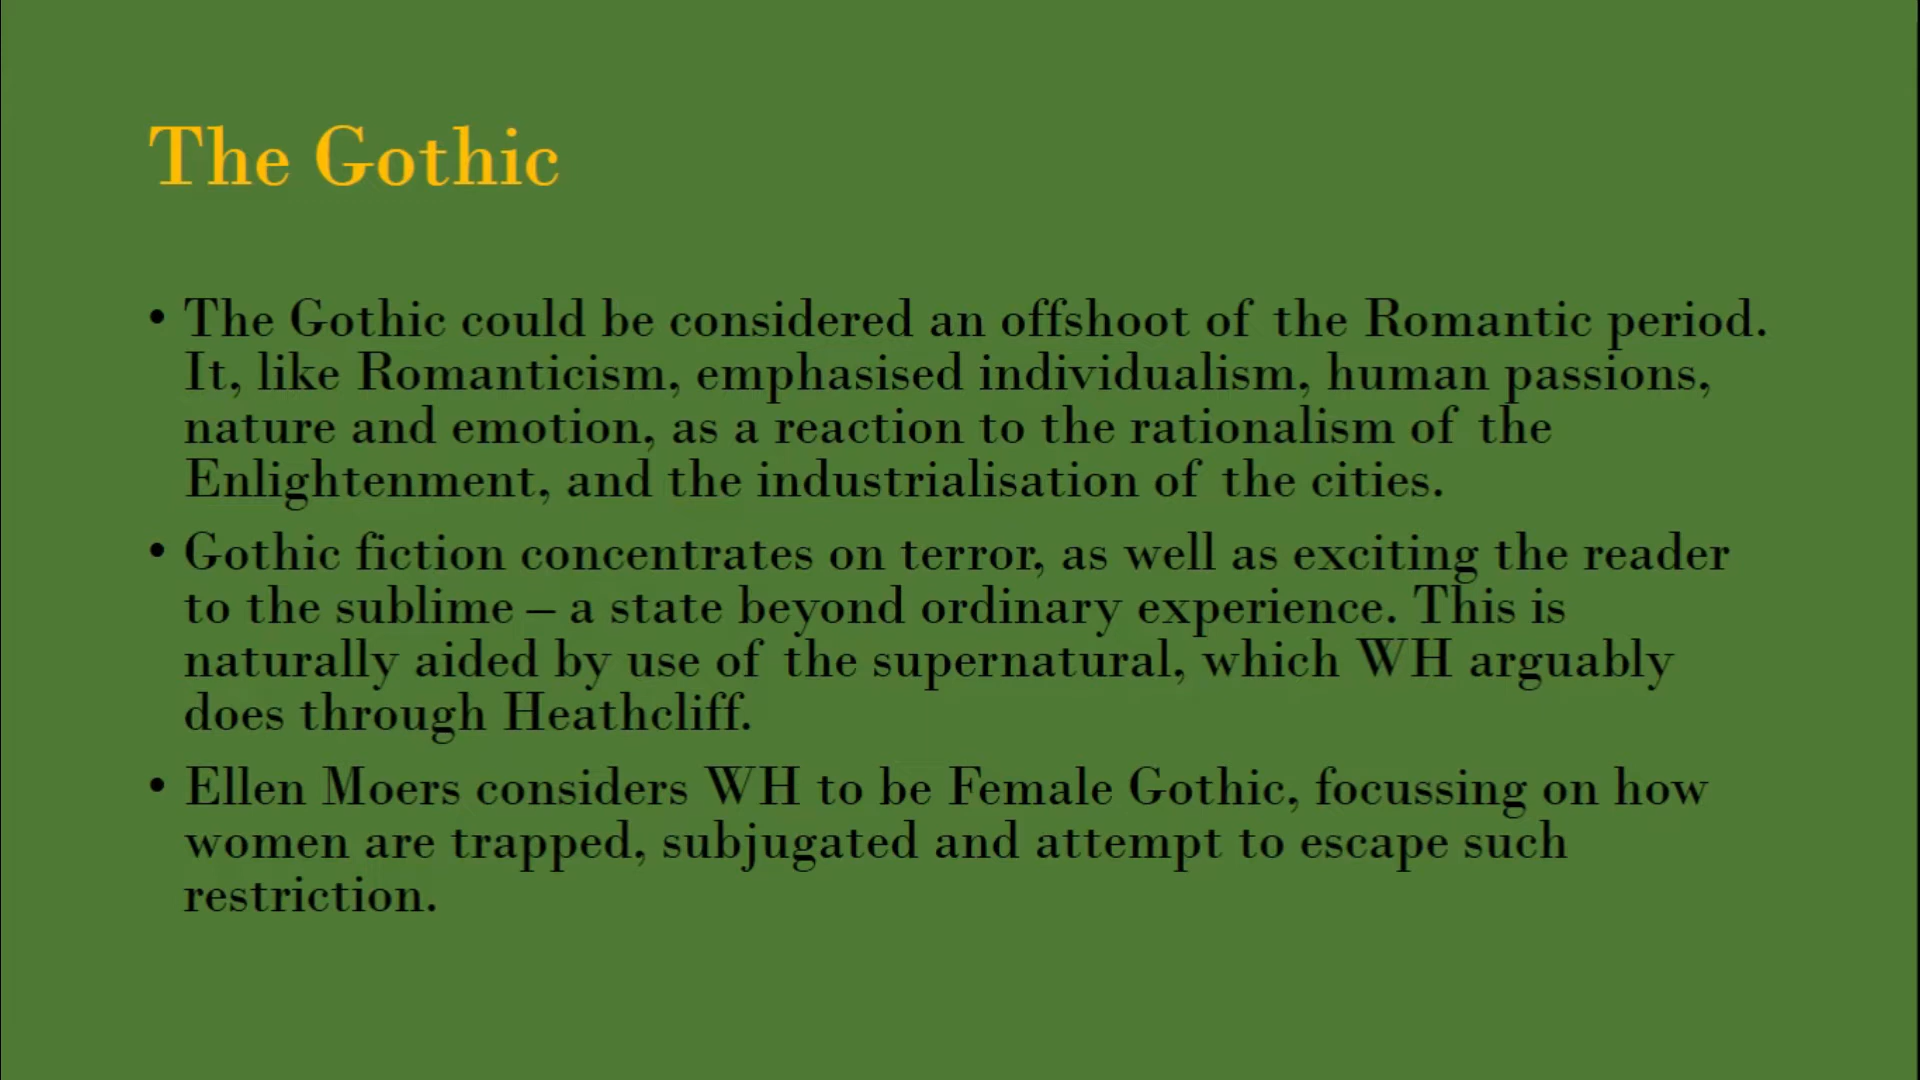 The Gothic
• The Gothic could be considered an offshoot of the Romantic period.
It, like Romanticism, emphasised individualism, human passions,
nature and emotion, as a reaction to the rationalism of the
Enlightenment, and the industrialisation of the cities.
• Gothic fiction concentrates on terror, as well as exciting the reader
to the sublime – a state beyond ordinary experience. This is
naturally aided by use of the supernatural, which WH arguably
does through Heathcliff.
• Ellen Moers considers WH to be Female Gothic, focussing on how
women are trapped, subjugated and attempt to escape such
restriction.